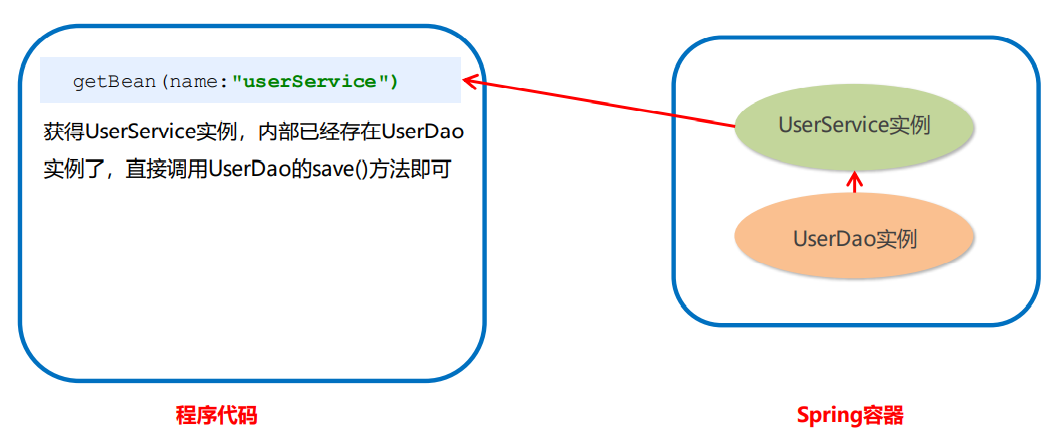 getBean(name:"userService")
获得UserService实例，内部已经存在UserDao
实例了，直接调用UserDao的save()方法即可
UserService实例
UserDao实例
程序代码
Spring容器